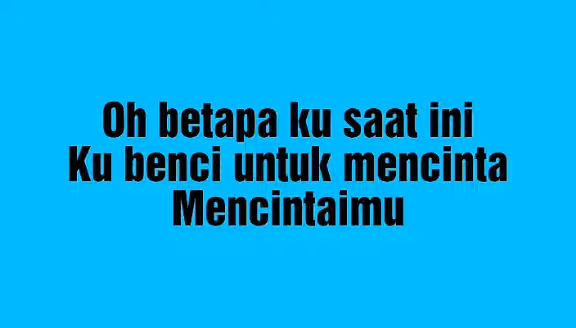 Oh betapa ku saat ini
Ku benci untuk mencinta
Mencintaimu